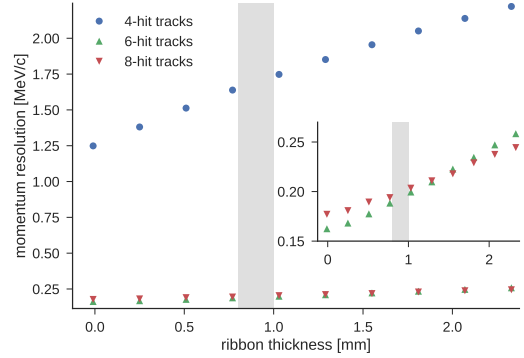 4-hit tracks
6-hit tracks
8-hit tracks
momentum resolution [MeV/c]
2.00
1.75
1.50
1.25
1.00
0.75
0.50
0.25
0.25
0.20
0.15
0 1 2
0.0 0.5 1.0 1.5 2.0
ribbon thickness [mm]